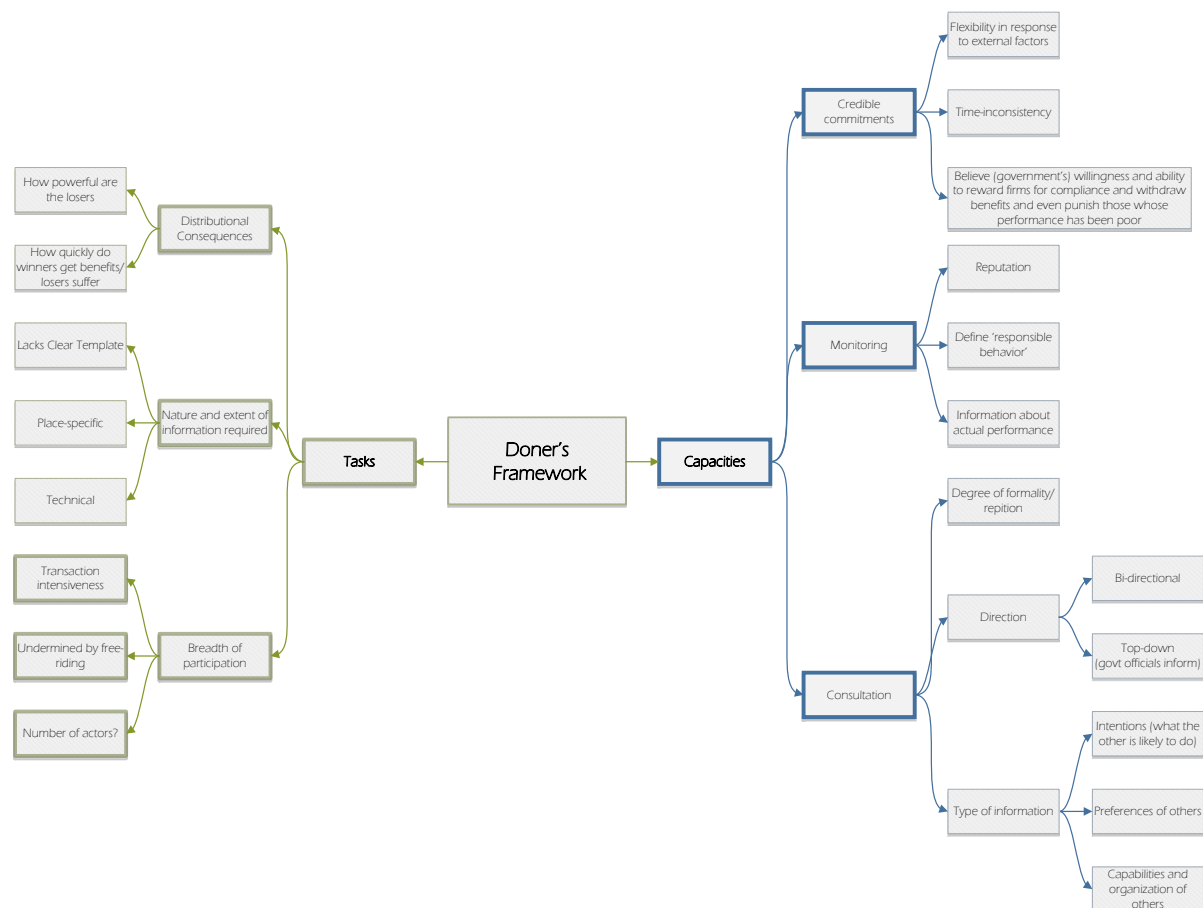 Doner's
Framework
Tasks
Distributional
Consequences
How powerful are
the losers
How quickly do
winners get benefits/
losers suffer
Nature and extent of
information required
Lacks Clear Template
Place-specific
Technical
Breadth of
participation
Transaction
intensiveness
Undermined by free-
riding
Number of actors?
Capacities
Credible
commitments
Flexibility in response
to external factors
Time-inconsistency
Believe (government's) willingness and ability
to reward firms for compliance and withdraw
benefits and even punish those whose
performance has been poor
Monitoring
Reputation
Define 'responsible
behavior'
Information about
actual performance
Consultation
Degree of formality/
repition
Direction
Bi-directional
Top-down
(govt officials inform)
Type of information
Intentions (what the
other is likely to do)
Preferences of others
Capabilities and
organization of
others